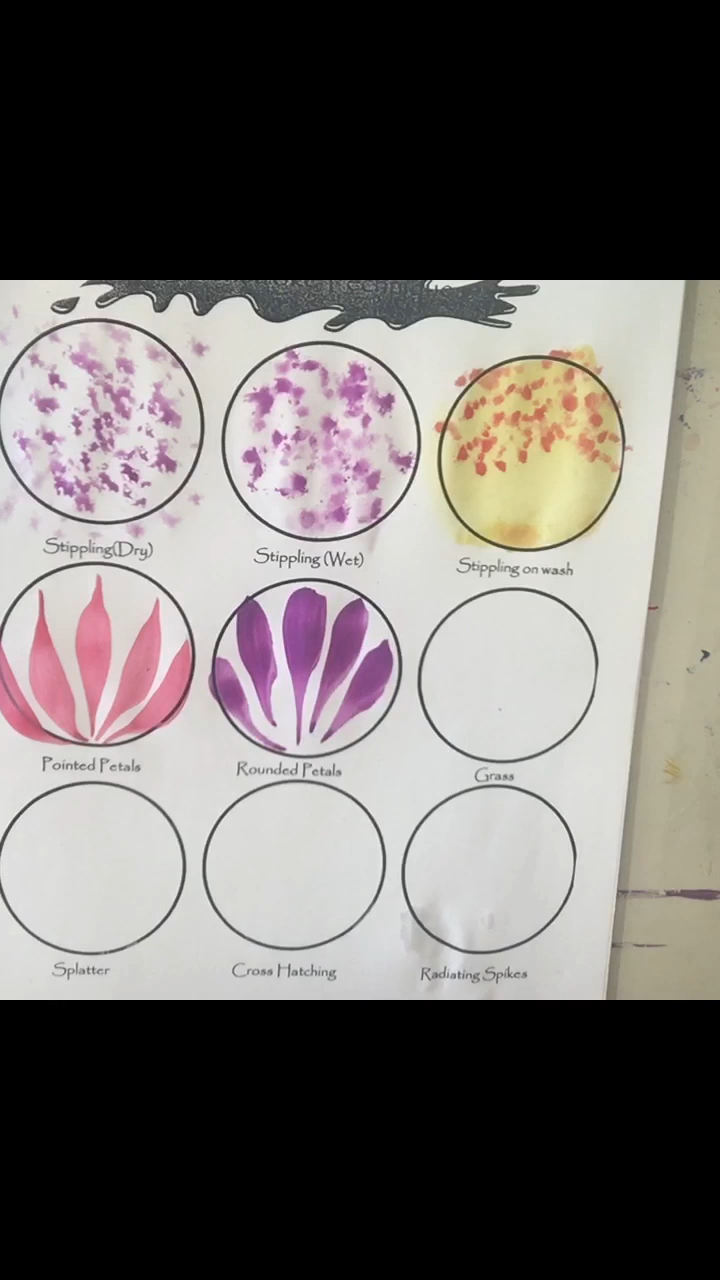 Stippling(Dry)
Stippling (Wet)
Stippling on wash
Pointed Petals
Rounded Petals
Grass
Splatter
Cross Hatching
Radiating Spikes